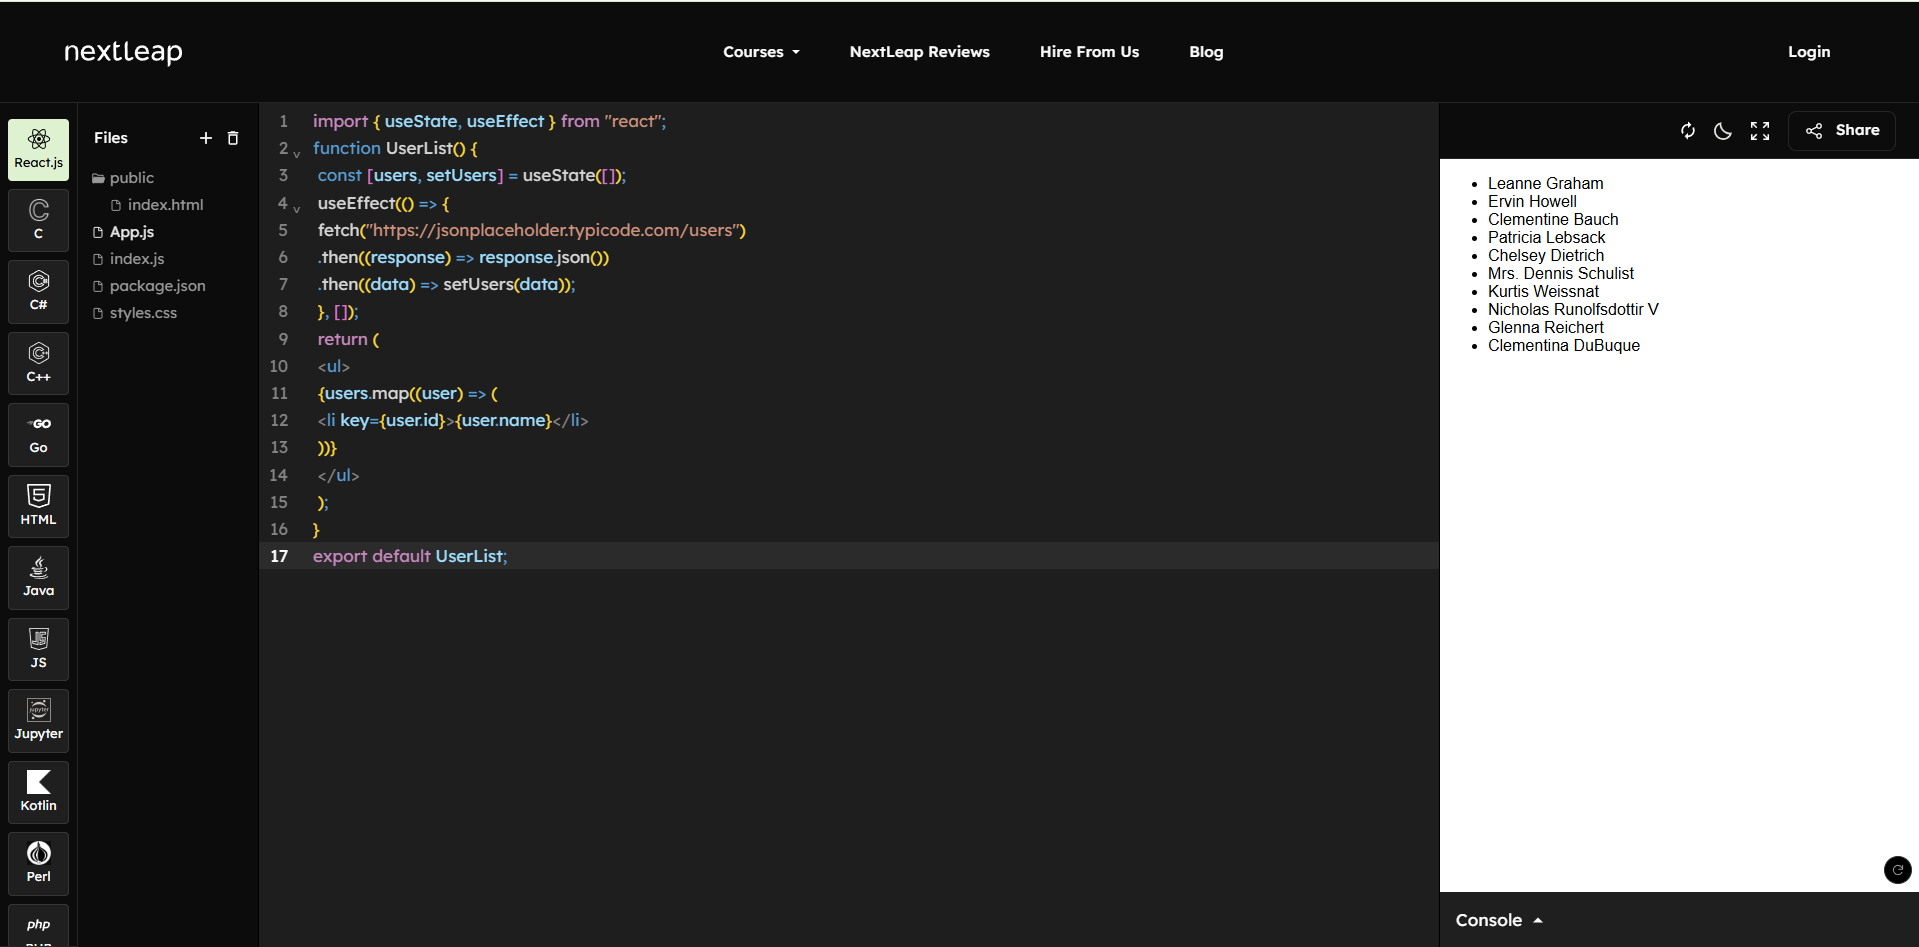 nextleap
Courses
NextLeap Reviews
Hire From Us
Blog
Login
React.js
C
C#
C++
GO
Go
5
HTML
Java
JS
JS
jupyter
Jupyter
Kotlin
Perl
php
Files
public
index.html
App.js
index.js
package.json
styles.css
1 import { useState, useEffect } from "react";
2 function UserList() {
3 const [users, setUsers] = useState([]);
4 useEffect(() => {
5 fetch("https://jsonplaceholder.typicode.com/users")
6 .then((response) => response.json())
7 .then((data) => setUsers(data));
8 }, []);
9 return (
10 <ul>
11 {users.map((user) => (
12 <li key={user.id}>{user.name}</li>
13 ))}
14 </ul>
15 );
16 }
17 export default UserList;
Share
• Leanne Graham
• Ervin Howell
• Clementine Bauch
• Patricia Lebsack
• Chelsey Dietrich
• Mrs. Dennis Schulist
• Kurtis Weissnat
• Nicholas Runolfsdottir V
• Glenna Reichert
• Clementina DuBuque
Console